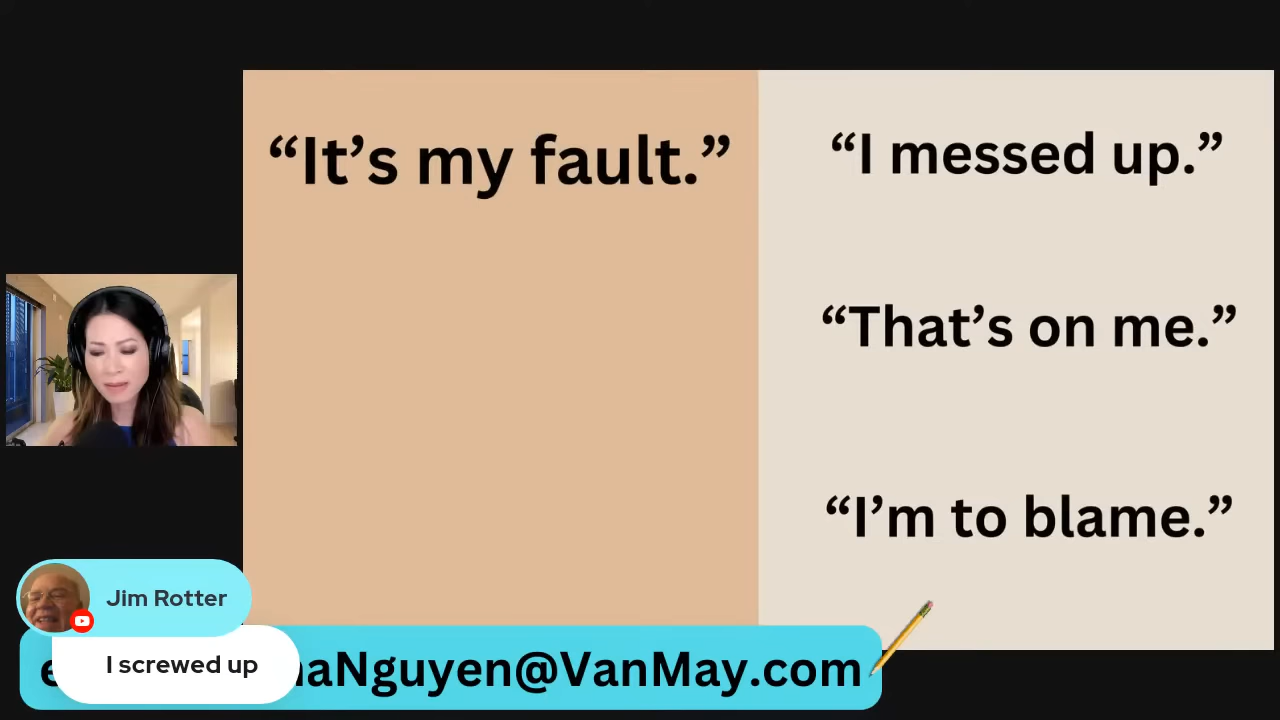 “It’s my fault.”
“I messed up.”
“That’s on me.”
“I’m to blame.”
Jim Rotter
I screwed up
aNguyen@VanMay.com